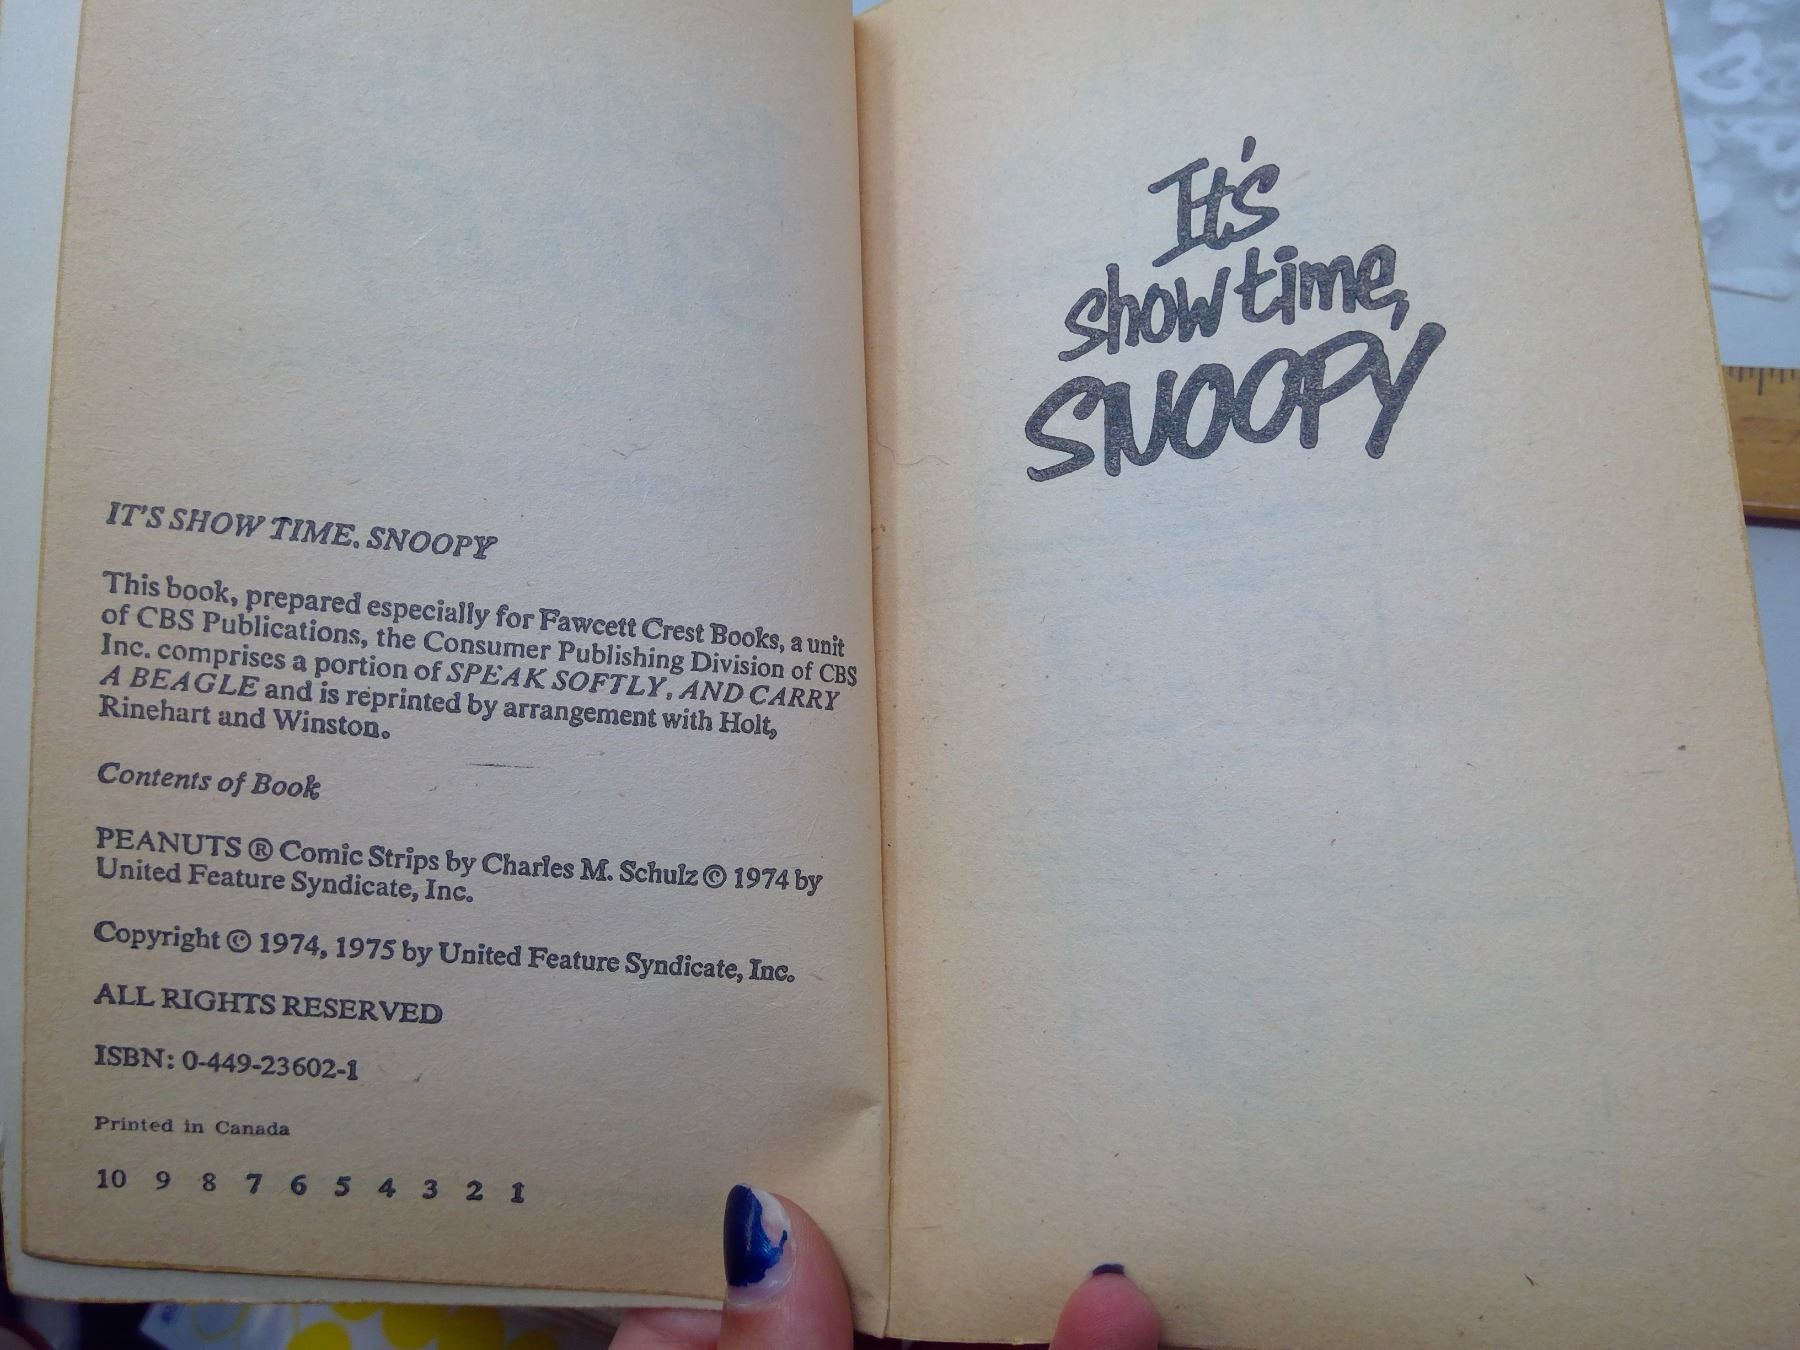 IT'S SHOW TIME. SNOOPY
This book, prepared especially for Fawcett Crest Books, a unit
of CBS Publications, the Consumer Publishing Division of CBS
Inc. comprises a portion of SPEAK SOFTLY, AND CARRY
A BEAGLE and is reprinted by arrangement with Holt,
Rinehart and Winston.
Contents of Book
PEANUTS ® Comic Strips by Charles M. Schulz © 1974 by
United Feature Syndicate, Inc.
Copyright © 1974, 1975 by United Feature Syndicate, Inc.
ALL RIGHTS RESERVED
ISBN: 0-449-23602-1
Printed in Canada
10 9 8 7 6 5 4 3 2 1
It's
show time,
SNOOPY